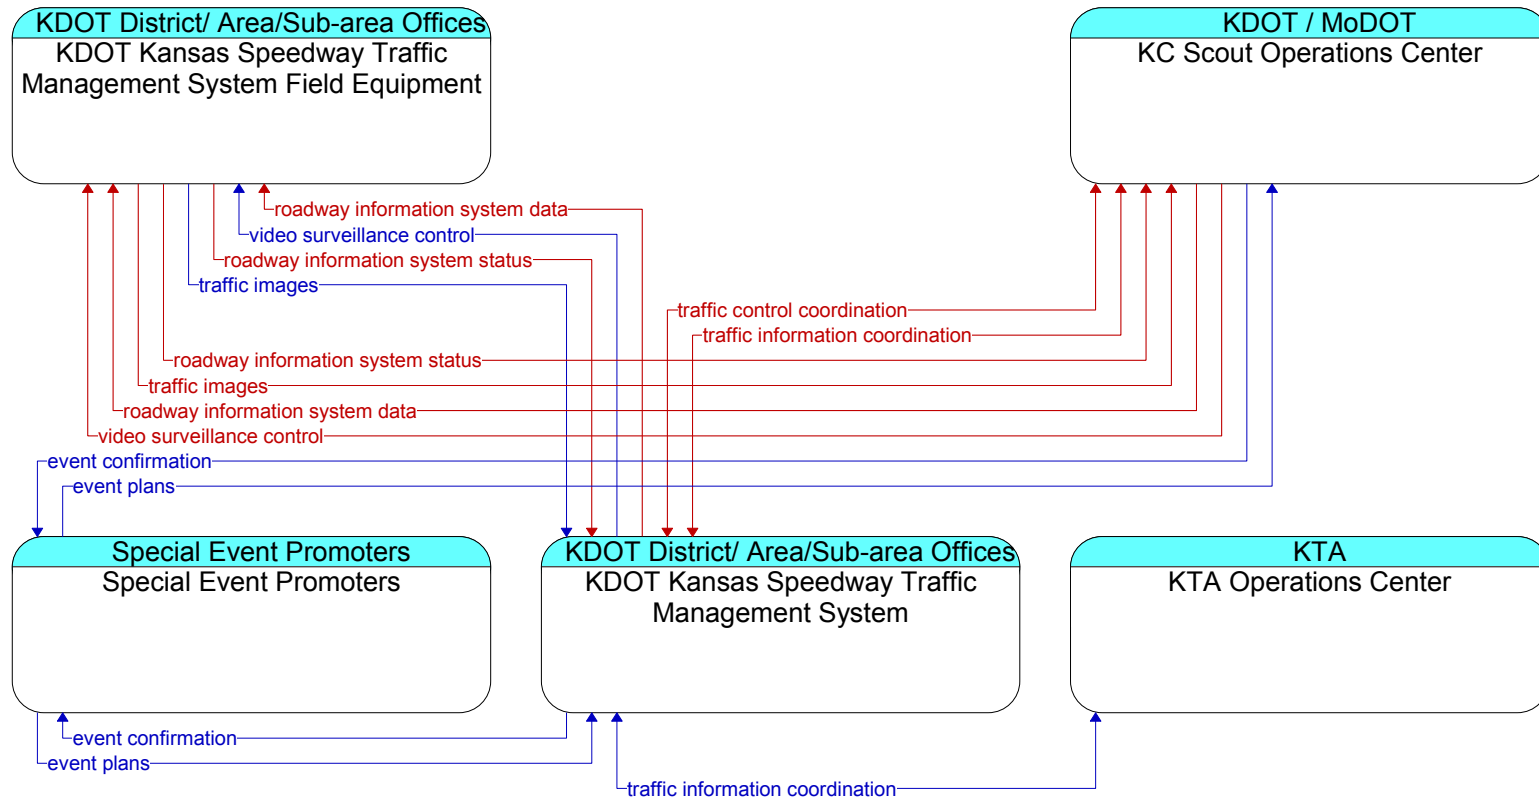 KDOT District/ Area/Sub-area Offices
KDOT Kansas Speedway Traffic
Management System Field Equipment
KDOT / MoDOT
KC Scout Operations Center
roadway information system data
video surveillance control
roadway information system status
traffic images
traffic control coordination
traffic information coordination
roadway information system status
traffic images
roadway information system data
video surveillance control
event confirmation
event plans
Special Event Promoters
Special Event Promoters
KDOT District/ Area/Sub-area Offices
KDOT Kansas Speedway Traffic
Management System
KTA
KTA Operations Center
event confirmation
event plans
traffic information coordination